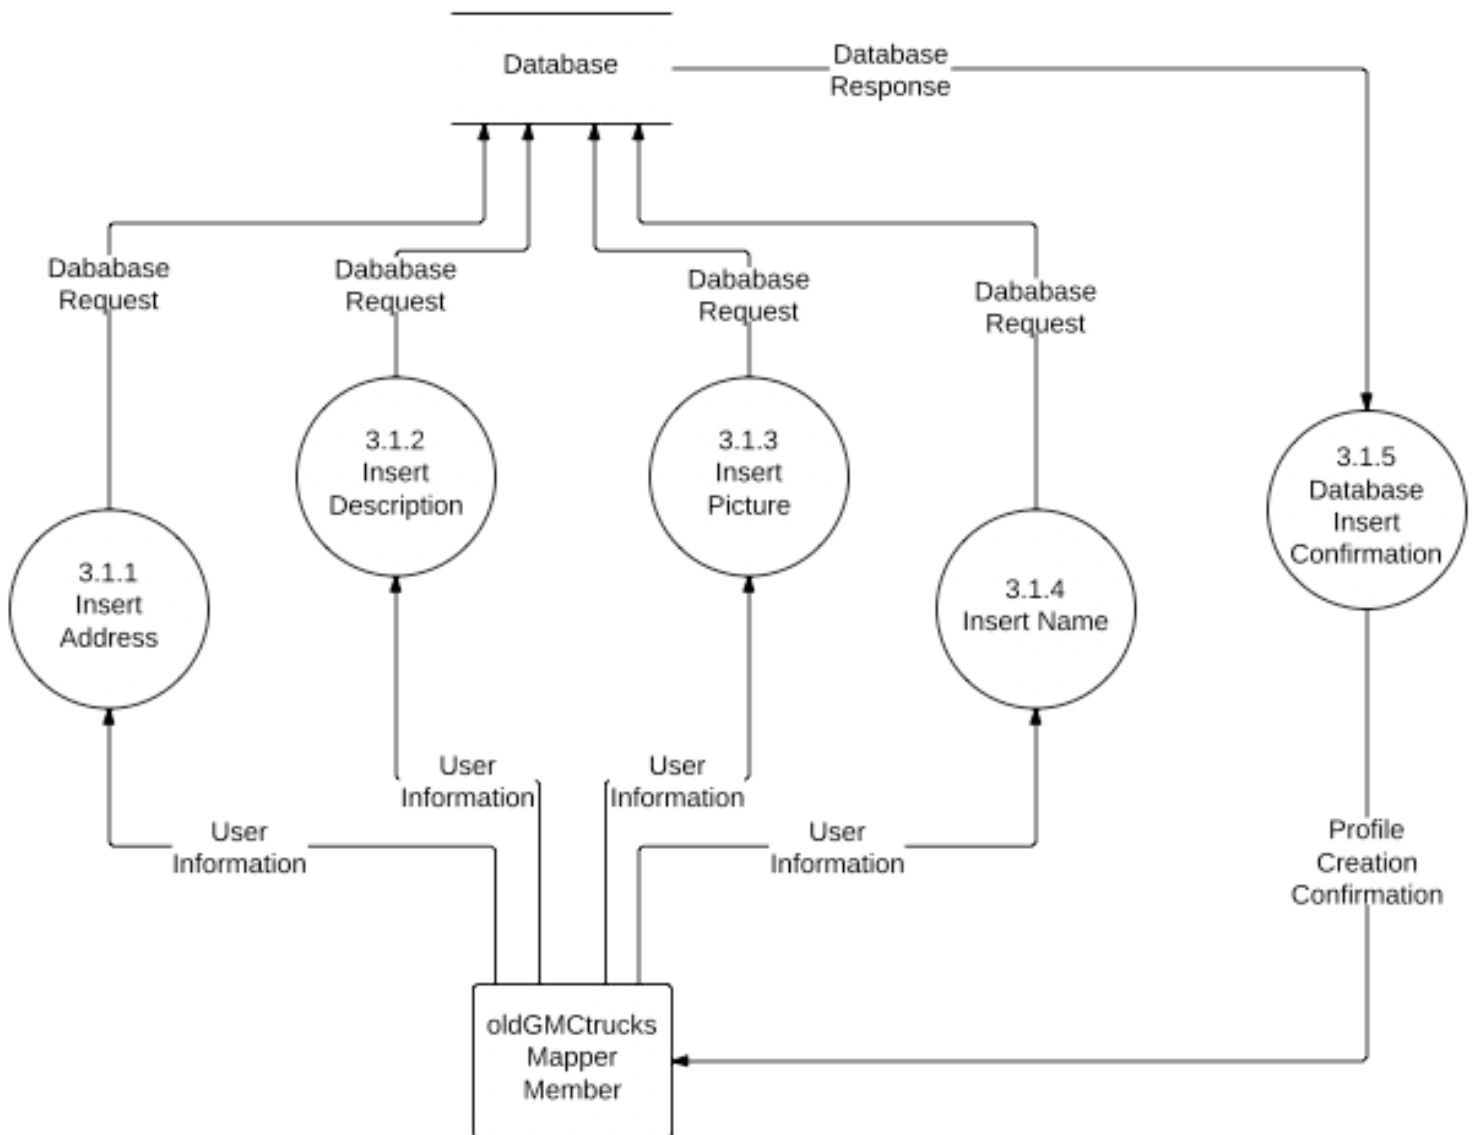 Database
Database
Response
Dababase
Request
Dababase
Request
Dababase
Request
Dababase
Request
3.1.1
Insert
Address
3.1.2
Insert
Description
3.1.3
Insert
Picture
3.1.4
Insert Name
3.1.5
Database
Insert
Confirmation
User
Information
User
Information
User
Information
User
Information
Profile
Creation
Confirmation
oldGMCtrucks
Mapper
Member